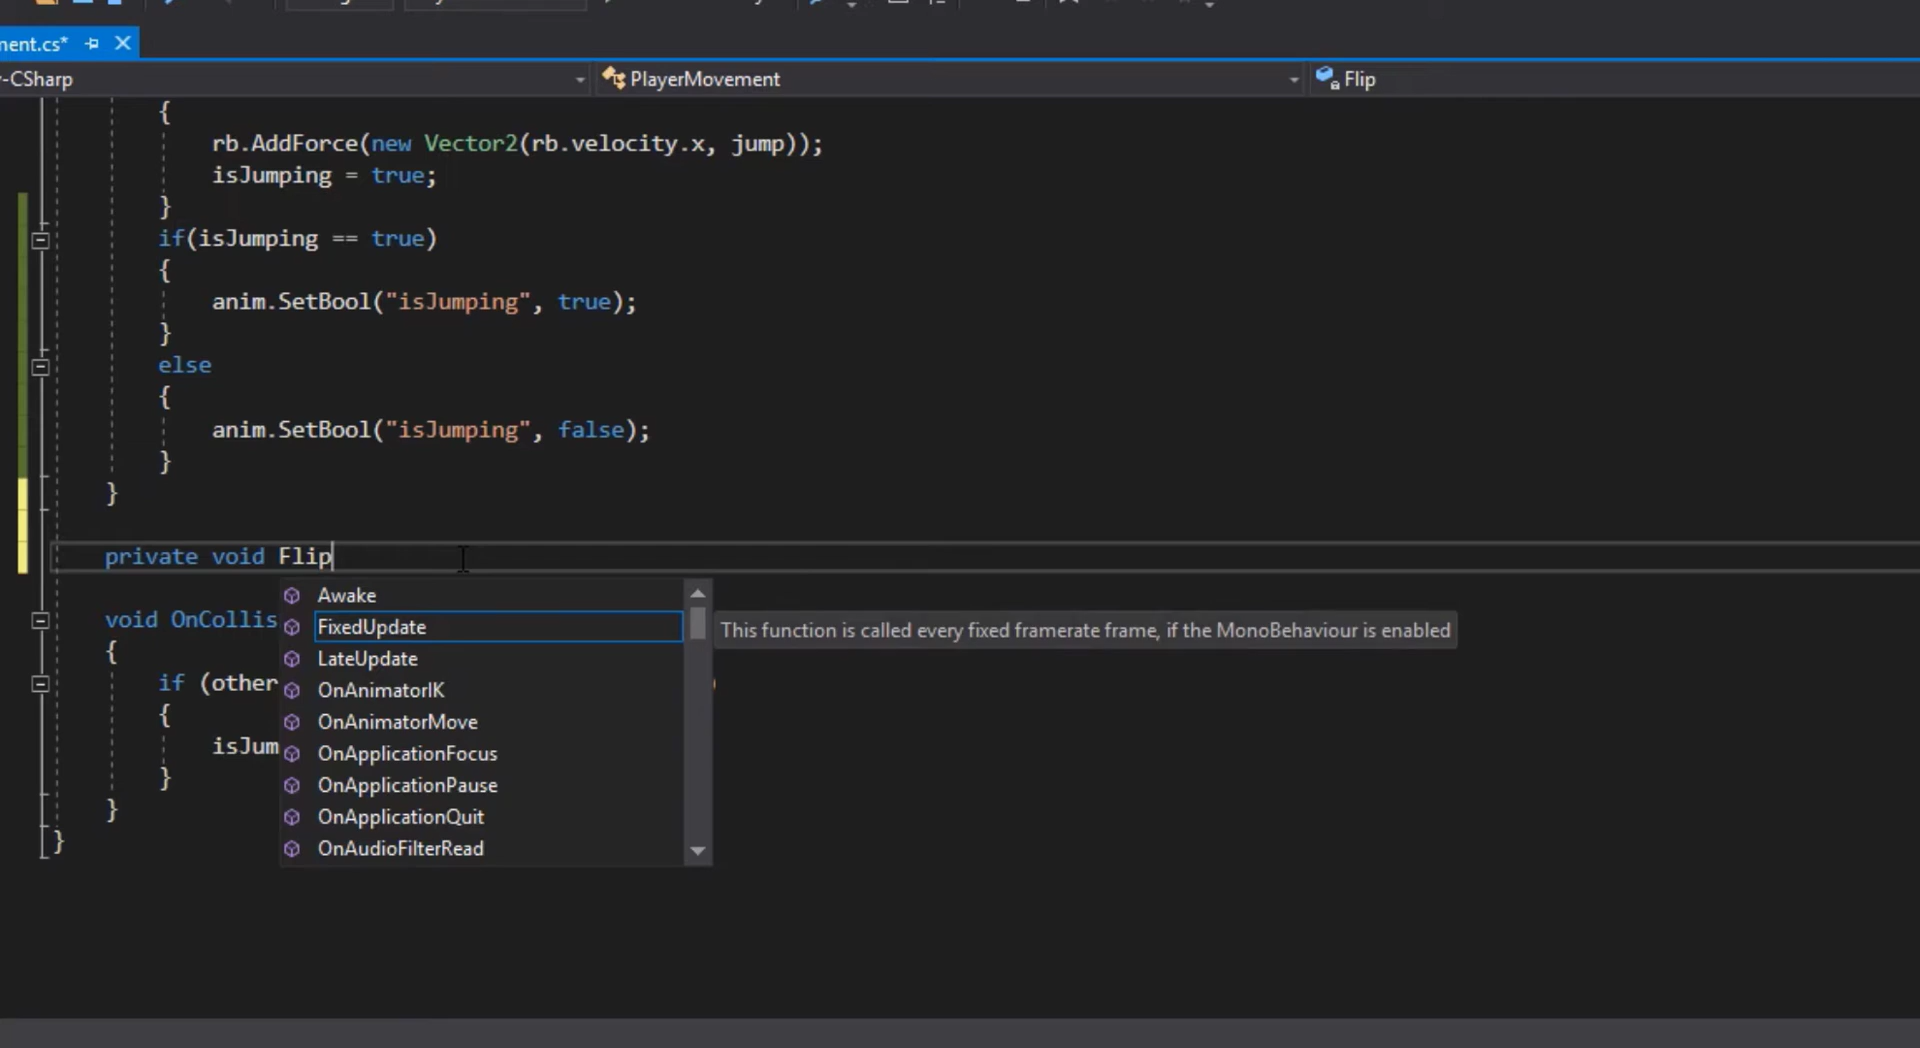 ment.cs*
-CSharp
PlayerMovement
Flip
{
rb.AddForce(new Vector2(rb.velocity.x, jump));
isJumping = true;
}
if(isJumping == true)
{
anim.SetBool("isJumping", true);
}
else
{
anim.SetBool("isJumping", false);
}
}
private void Flip
Awake
void OnCollis
FixedUpdate
This function is called every fixed framerate frame, if the MonoBehaviour is enabled
{
LateUpdate
if (other
OnAnimatorIK
{
OnAnimatorMove
isJum
OnApplicationFocus
}
OnApplicationPause
}
OnApplicationQuit
}
OnAudioFilterRead